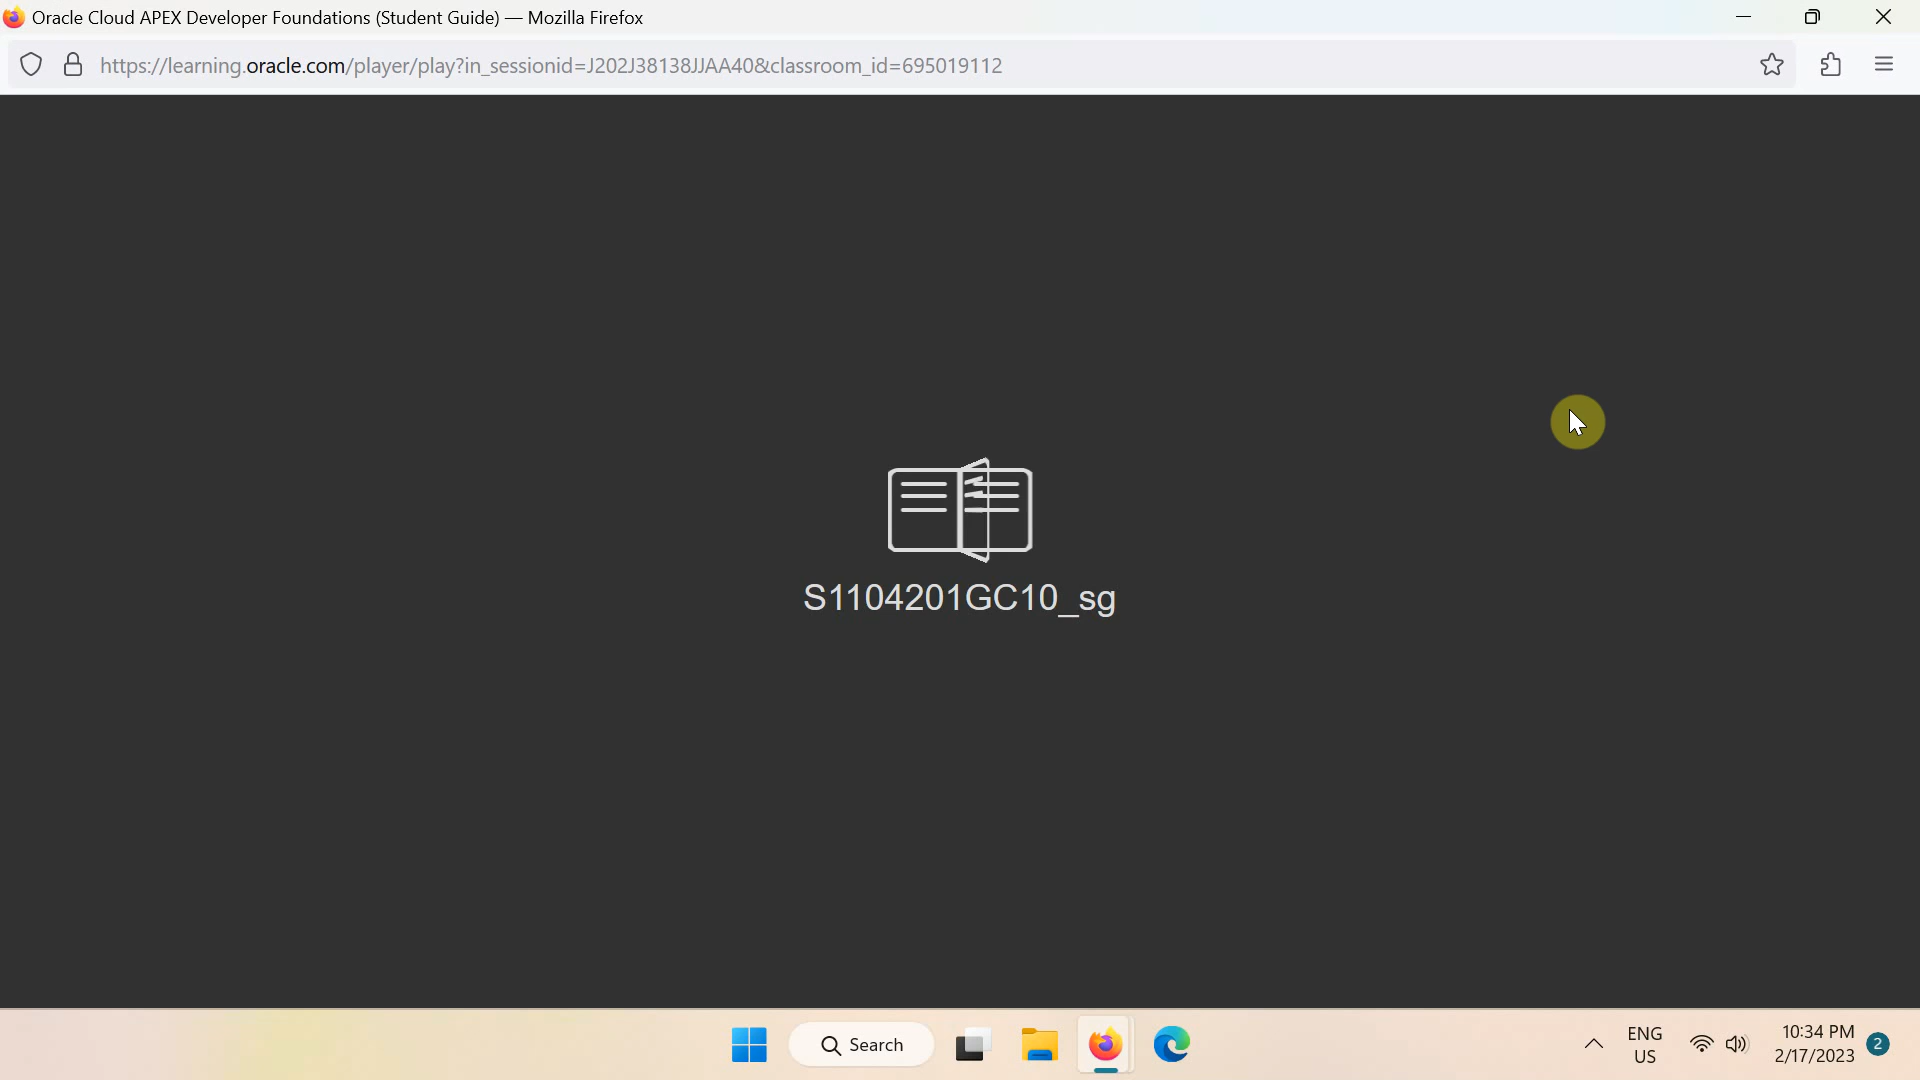 Oracle Cloud APEX Developer Foundations (Student Guide) — Mozilla Firefox
https://learning.oracle.com/player/play?in_sessionid=J202J38138JJAA40&classroom_id=695019112
S1104201GC10_sg
Search
ENG
US
10:34 PM
2/17/2023
2